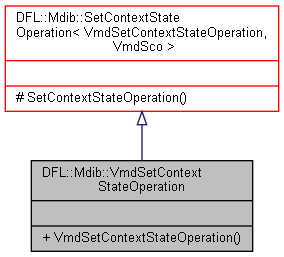 DFL::Mdib::SetContextState
Operation< VmdSetContextStateOperation,
VmdSco >
# SetContextStateOperation()
DFL::Mdib::VmdSetContext
StateOperation
+ VmdSetContextStateOperation()